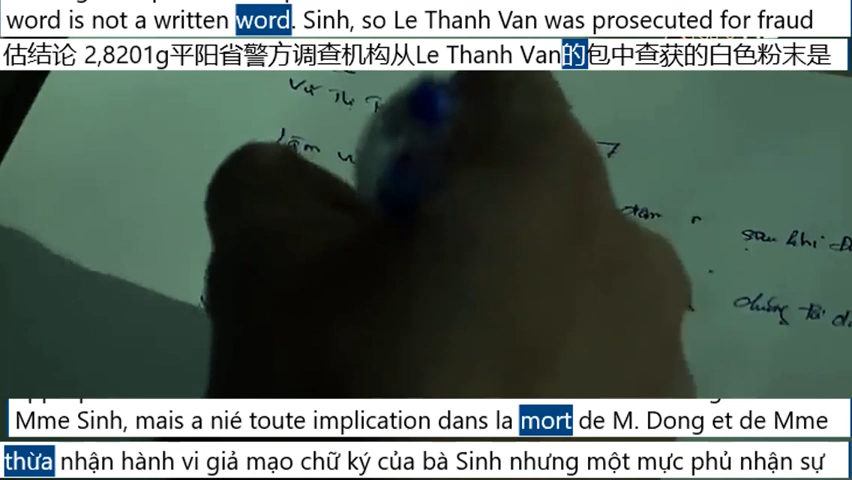 word is not a written word. Sinh, so Le Thanh Van was prosecuted for fraud
估结论 2,8201g平阳省警方调查机构从Le Thanh Van的包中查获的白色粉末是
sau khi
chúng tôi
Mme Sinh, mais a nié toute implication dans la mort de M. Dong et de Mme
thừa nhận hành vi giả mạo chữ ký của bà Sinh nhưng một mực phủ nhận sự